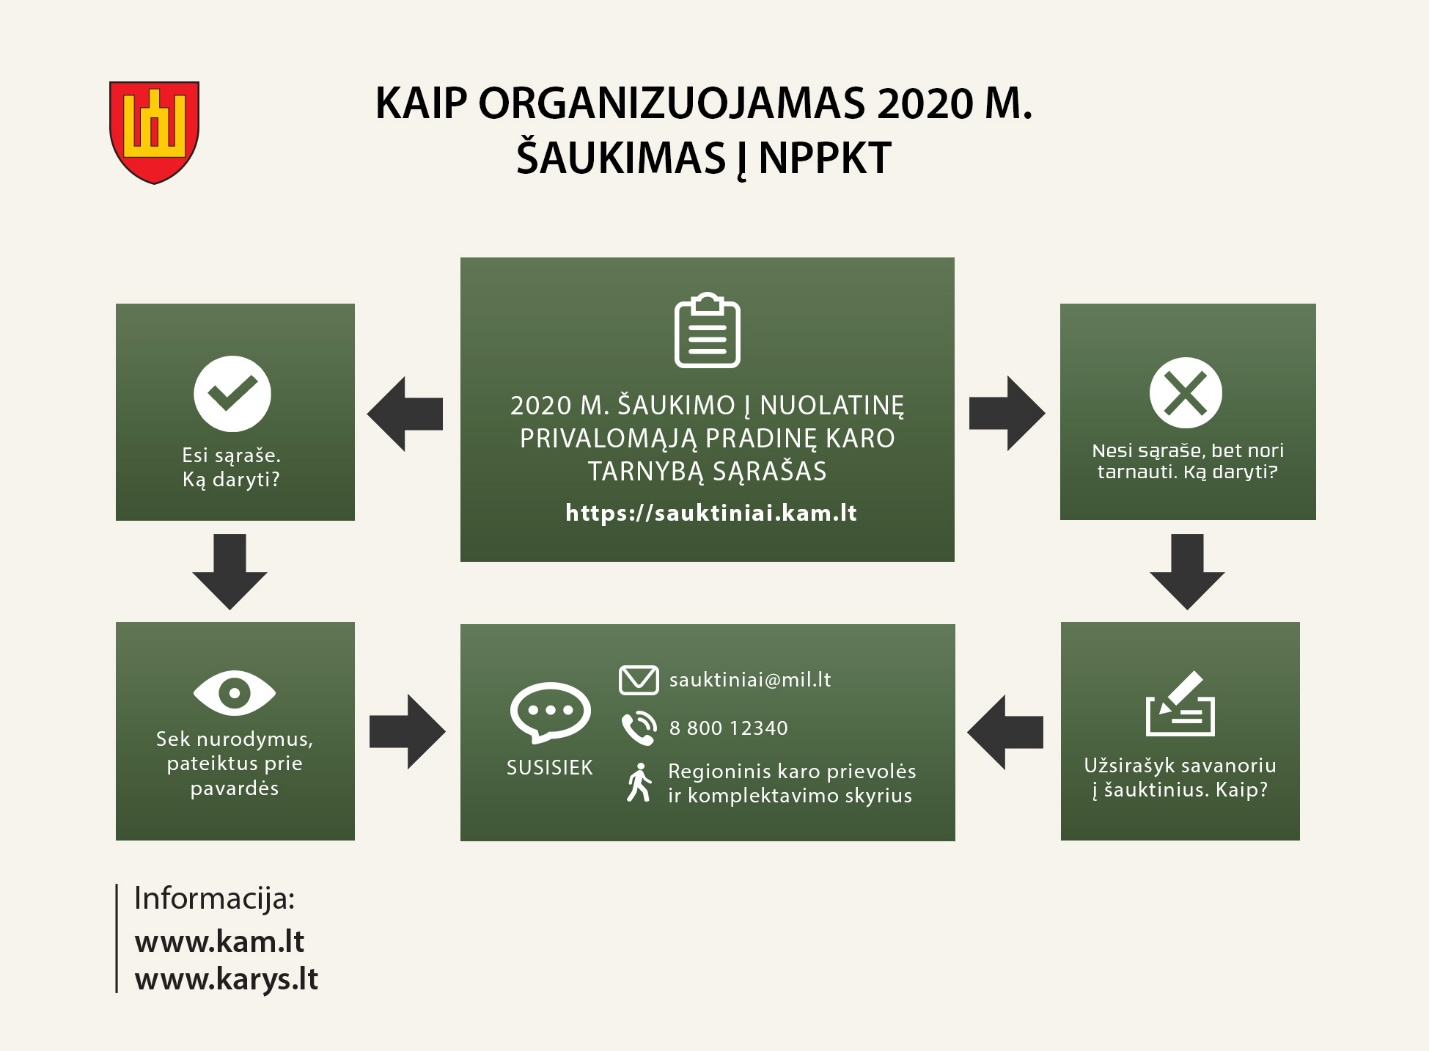 KAIP ORGANIZUOJAMAS 2020 M.
ŠAUKIMAS Į NPPKT
2020 M. ŠAUKIMO Į NUOLATINĘ
PRIVALOMĄJĄ PRADINĘ KARO
TARNYBĄ SĄRAŠAS
https://sauktiniai.kam.lt
Esi sąraše.
Ką daryti?
Nesi sąraše, bet nori
tarnauti. Ką daryti?
Sek nurodymus,
pateiktus prie
pavardės
SUSISIEK
sauktiniai@mil.lt
8 800 12340
Regioninis karo prievolės
ir komplektavimo skyrius
Užsirašyk savanoriu
į šauktinius. Kaip?
Informacija:
www.kam.lt
www.karys.lt